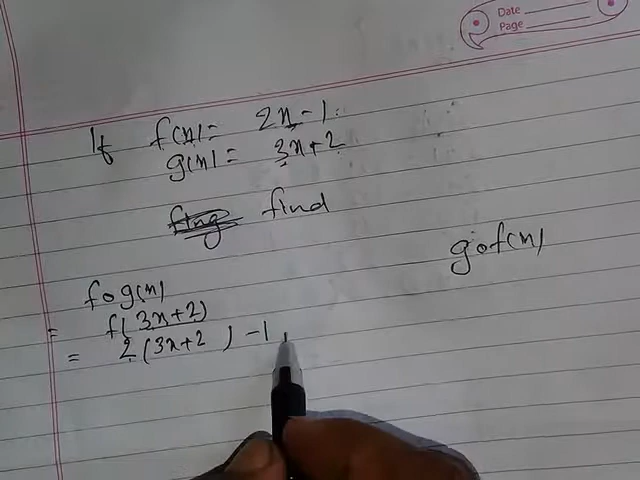 Date
Page
If f(x) = 2x - 1
g(x) = 3x + 2
find
fog(x)
gof(x)
= f(3x+2)
= 2(3x+2) - 1